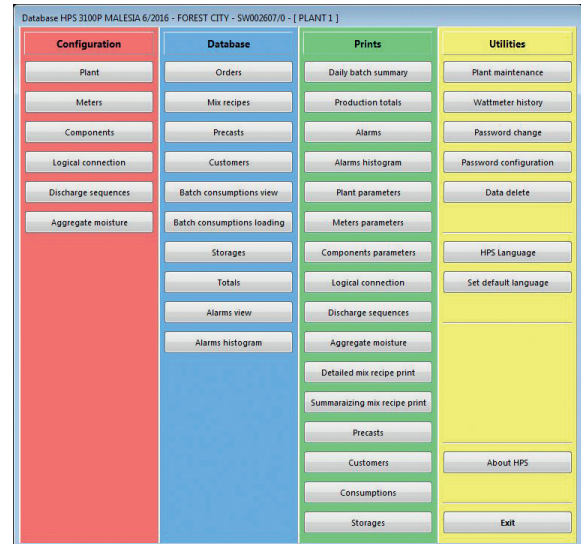 Database HPS 3100P MALESIA 6/2016 - FOREST CITY - SW002607/0 - [ PLANT 1 ]
Configuration
Plant
Meters
Components
Logical connection
Discharge sequences
Aggregate moisture
Database
Orders
Mix recipes
Precasts
Customers
Batch consumptions view
Batch consumptions loading
Storages
Totals
Alarms view
Alarms histogram
Prints
Daily batch summary
Production totals
Alarms
Alarms histogram
Plant parameters
Meters parameters
Components parameters
Logical connection
Discharge sequences
Aggregate moisture
Detailed mix recipe print
Summaraizing mix recipe print
Precasts
Customers
Consumptions
Storages
Utilities
Plant maintenance
Wattmeter history
Password change
Password configuration
Data delete
HPS Language
Set default language
About HPS
Exit